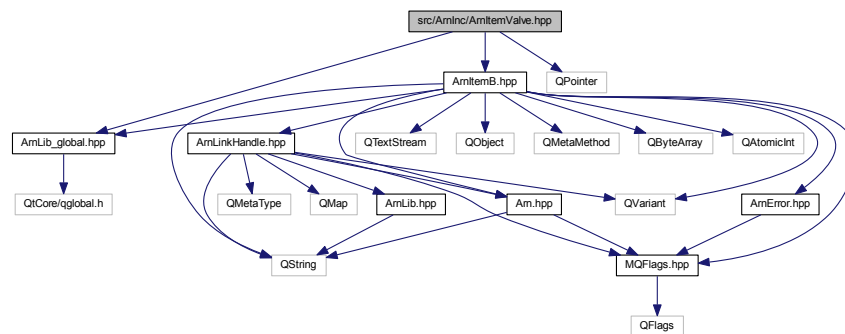 src/ArnInc/ArnItemValve.hpp
ArnItemB.hpp
QPointer
ArnLib_global.hpp
ArnLinkHandle.hpp
QTextStream
QObject
QMetaMethod
QByteArray
QAtomicInt
QtCore/qglobal.h
QMetaType
QMap
ArnLib.hpp
Arn.hpp
QVariant
ArnError.hpp
QString
MQFlags.hpp
QFlags